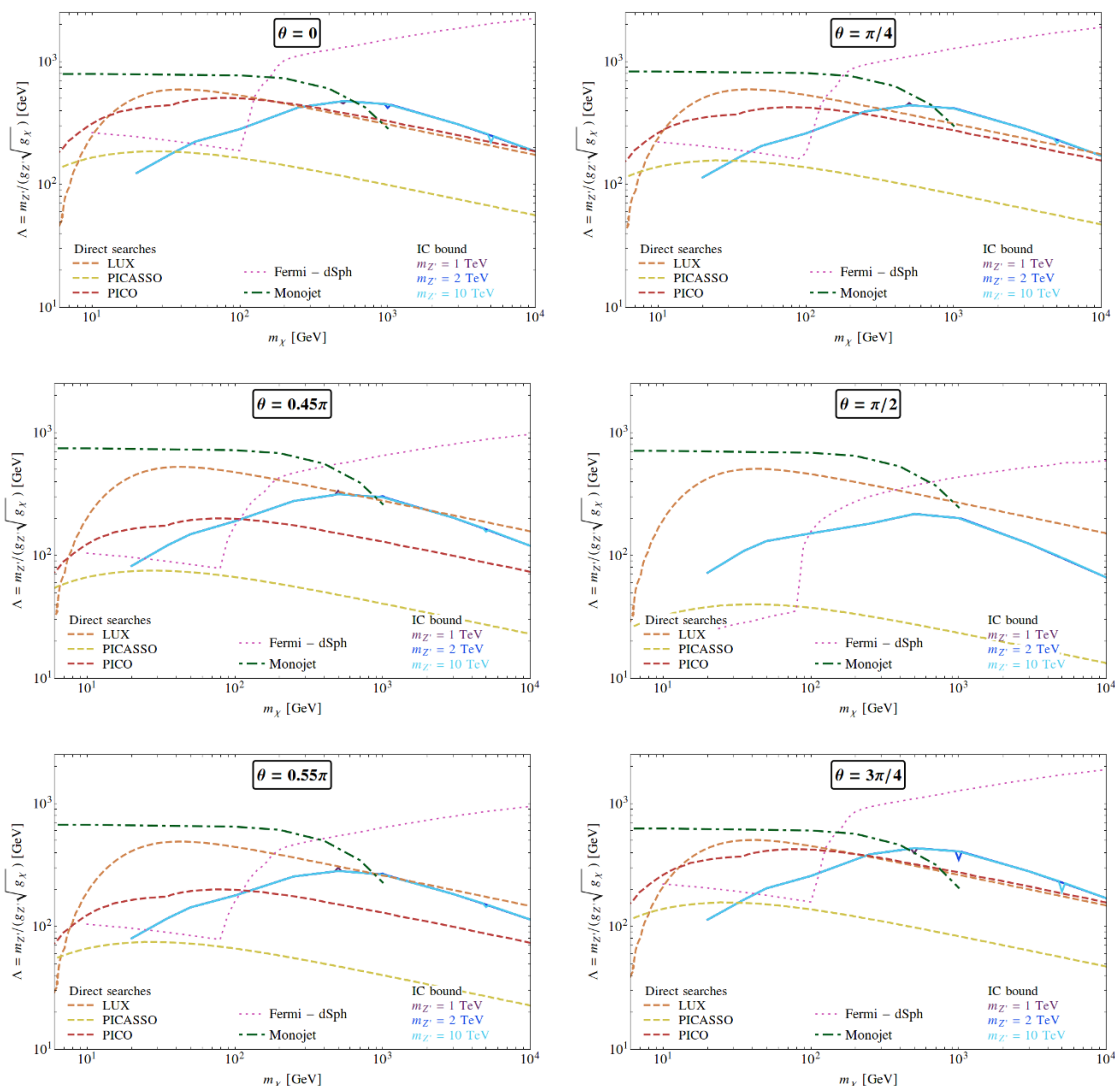 θ = 0
Λ = m_Z'/(g_Z'√g_χ) [GeV]
10³
10²
10¹
Direct searches
LUX
PICASSO
PICO
Fermi – dSph
Monojet
IC bound
m_Z' = 1 TeV
m_Z' = 2 TeV
m_Z' = 10 TeV
10¹ 10² 10³ 10⁴
m_χ [GeV]
θ = π/4
Λ = m_Z'/(g_Z'√g_χ) [GeV]
10³
10²
10¹
Direct searches
LUX
PICASSO
PICO
Fermi – dSph
Monojet
IC bound
m_Z' = 1 TeV
m_Z' = 2 TeV
m_Z' = 10 TeV
10¹ 10² 10³ 10⁴
m_χ [GeV]
θ = 0.45π
Λ = m_Z'/(g_Z'√g_χ) [GeV]
10³
10²
10¹
Direct searches
LUX
PICASSO
PICO
Fermi – dSph
Monojet
IC bound
m_Z' = 1 TeV
m_Z' = 2 TeV
m_Z' = 10 TeV
10¹ 10² 10³ 10⁴
m_χ [GeV]
θ = π/2
Λ = m_Z'/(g_Z'√g_χ) [GeV]
10³
10²
10¹
Direct searches
LUX
PICASSO
PICO
Fermi – dSph
Monojet
IC bound
m_Z' = 1 TeV
m_Z' = 2 TeV
m_Z' = 10 TeV
10¹ 10² 10³ 10⁴
m_χ [GeV]
θ = 0.55π
Λ = m_Z'/(g_Z'√g_χ) [GeV]
10³
10²
10¹
Direct searches
LUX
PICASSO
PICO
Fermi – dSph
Monojet
IC bound
m_Z' = 1 TeV
m_Z' = 2 TeV
m_Z' = 10 TeV
10¹ 10² 10³ 10⁴
m_χ [GeV]
θ = 3π/4
Λ = m_Z'/(g_Z'√g_χ) [GeV]
10³
10²
10¹
Direct searches
LUX
PICASSO
PICO
Fermi – dSph
Monojet
IC bound
m_Z' = 1 TeV
m_Z' = 2 TeV
m_Z' = 10 TeV
10¹ 10² 10³ 10⁴
m_χ [GeV]